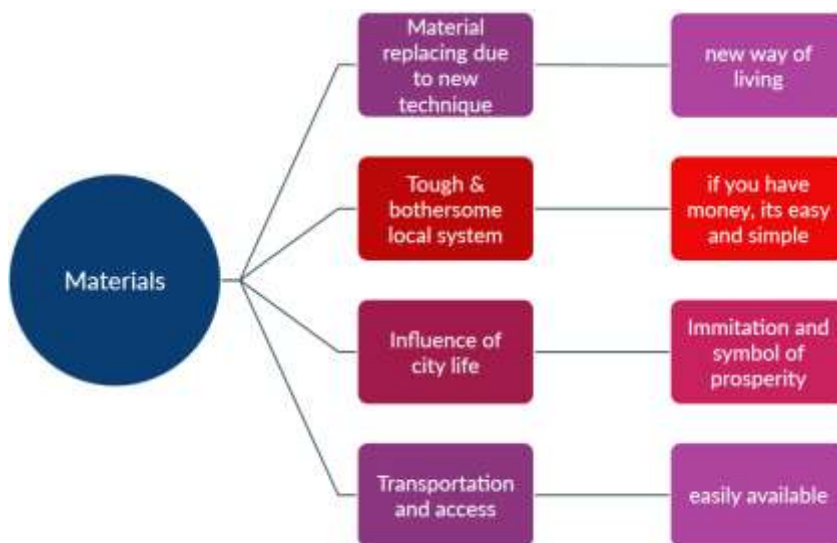 Material
replacing due
to new
technique
new way of
living
Tough &
bothersome
local system
if you have
money, its easy
and simple
Materials
Influence of
city life
Immitation and
symbol of
prosperity
Transportation
and access
easily available